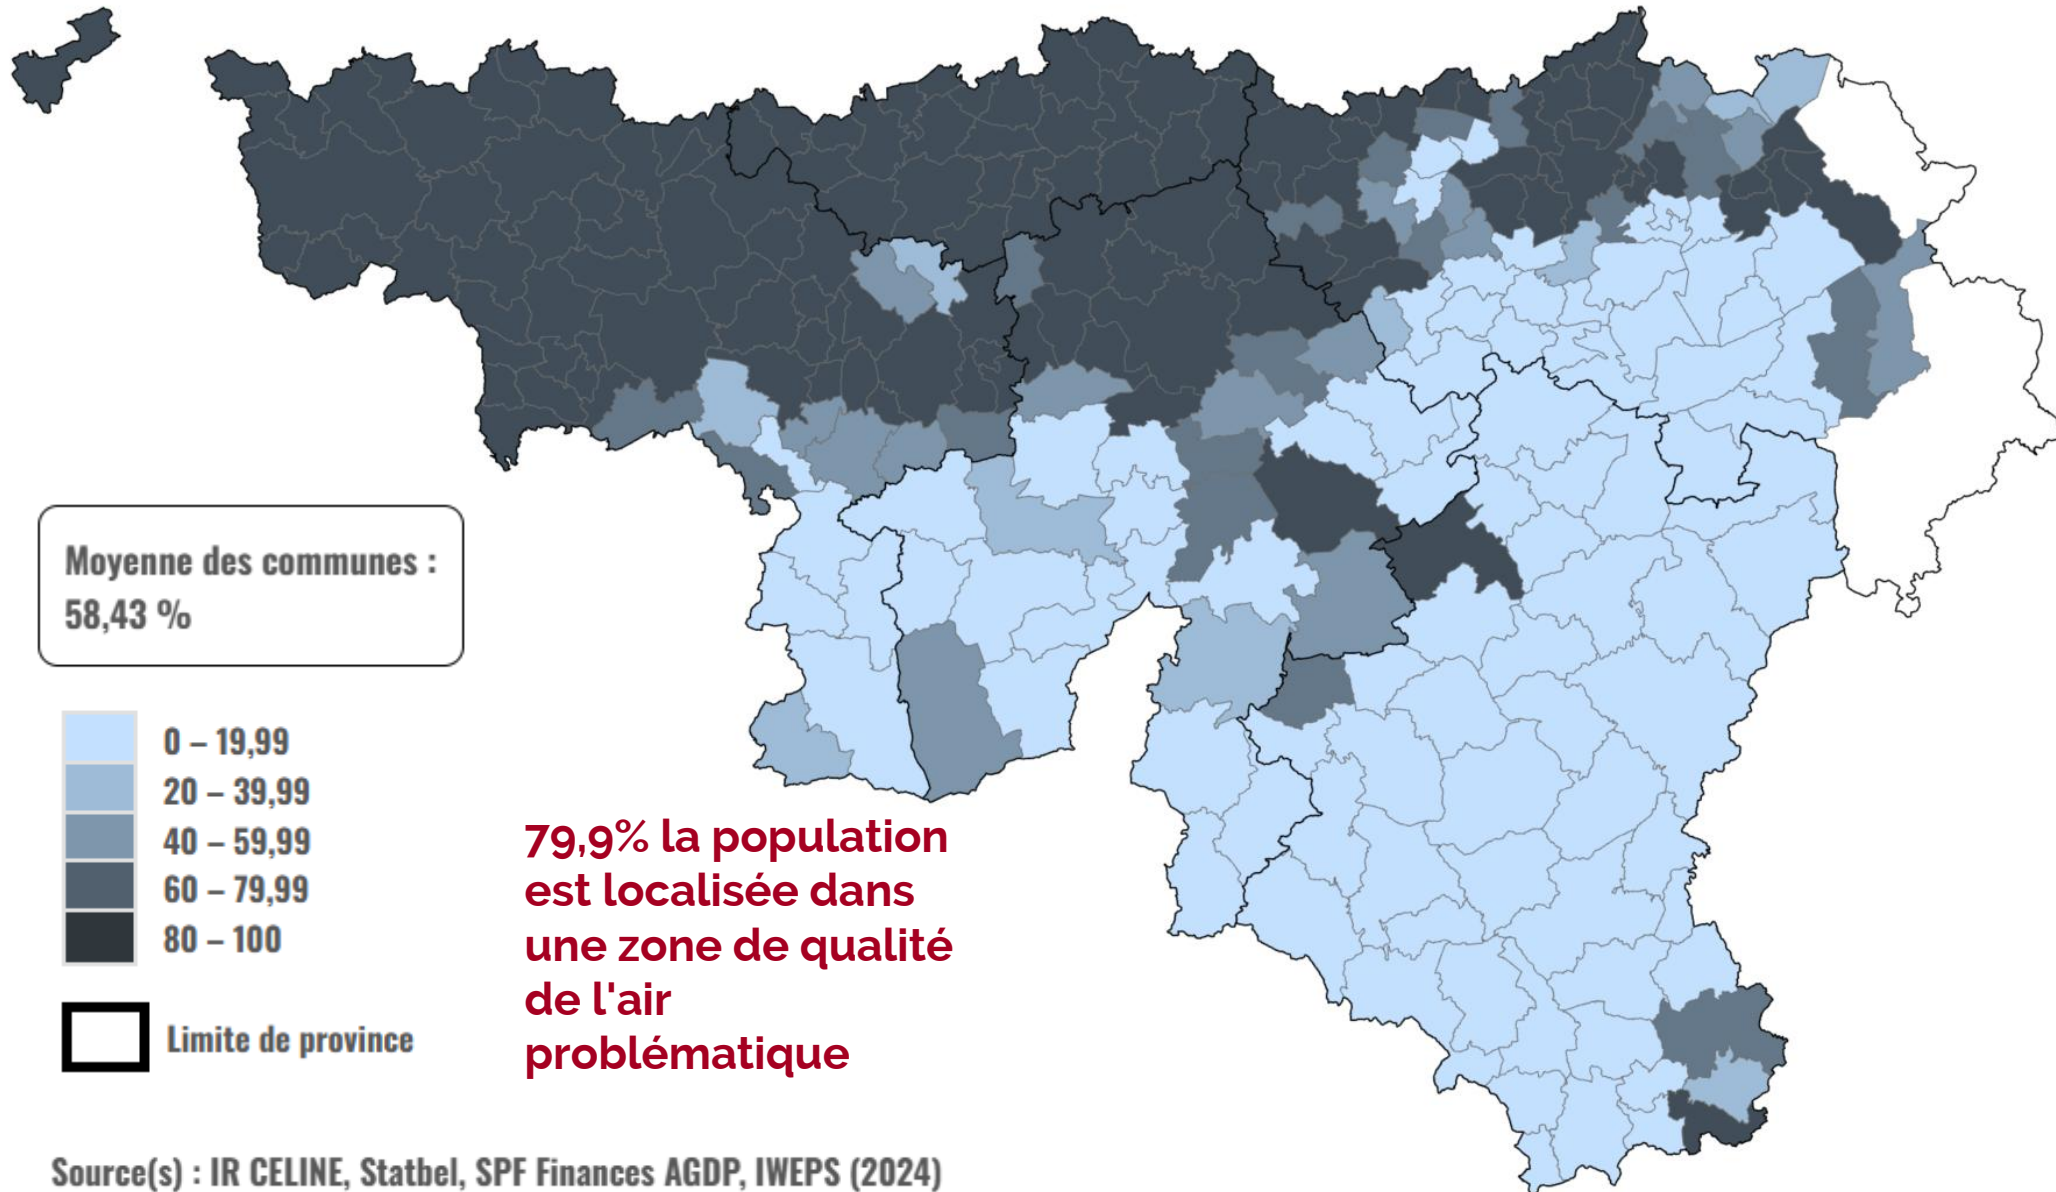 Moyenne des communes :
58,43 %
0 – 19,99
20 – 39,99
40 – 59,99
60 – 79,99
80 – 100
Limite de province
79,9% la population
est localisée dans
une zone de qualité
de l'air
problématique
Source(s) : IR CELINE, Statbel, SPF Finances AGDP, IWEPS (2024)